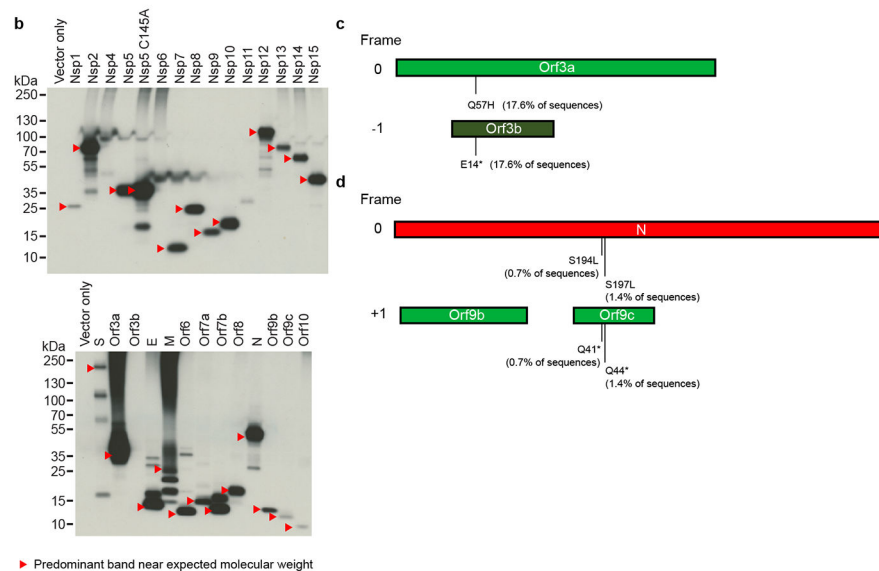 b
kDa
Vector only
Nsp1
Nsp2
Nsp4
Nsp5
Nsp5 C145A
Nsp6
Nsp7
Nsp8
Nsp9
Nsp10
Nsp11
Nsp12
Nsp13
Nsp14
Nsp15
250
130
100
70
55
35
25
15
10
kDa
Vector only
S
Orf3a
Orf3b
E
M
Orf6
Orf7a
Orf7b
Orf8
N
Orf9b
Orf9c
Orf10
250
130
100
70
55
35
25
15
10
Predominant band near expected molecular weight
c
Frame
0
Orf3a
Q57H (17.6% of sequences)
-1
Orf3b
E14* (17.6% of sequences)
d
Frame
0
N
S194L
(0.7% of sequences)
S197L
(1.4% of sequences)
+1
Orf9b
Orf9c
Q41*
(0.7% of sequences)
Q44*
(1.4% of sequences)